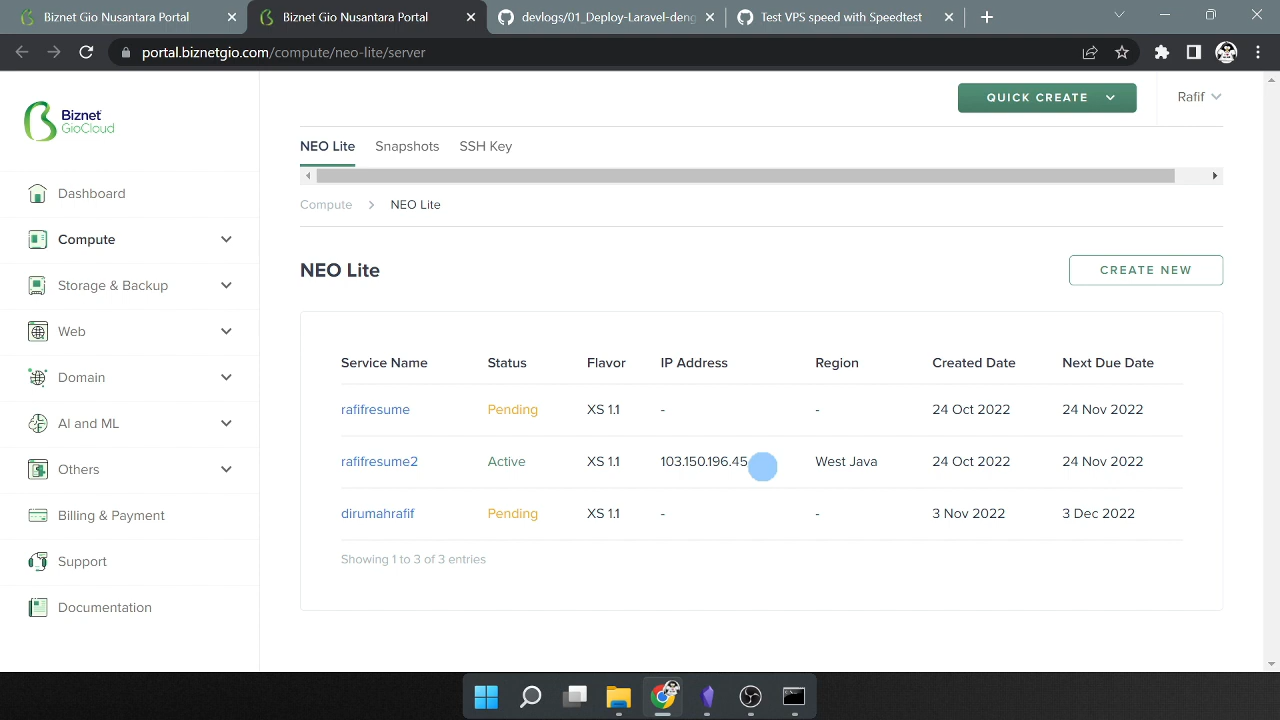 Biznet Gio Nusantara Portal
Biznet Gio Nusantara Portal
devlogs/01_Deploy-Laravel-deng
Test VPS speed with Speedtest
portal.biznetgio.com/compute/neo-lite/server
Biznet
GioCloud
QUICK CREATE
Rafif
NEO Lite Snapshots SSH Key
Compute > NEO Lite
Dashboard
Compute
Storage & Backup
Web
Domain
AI and ML
Others
Billing & Payment
Support
Documentation
NEO Lite
CREATE NEW
Service Name Status Flavor IP Address Region Created Date Next Due Date
rafifresume Pending XS 1.1 - - 24 Oct 2022 24 Nov 2022
rafifresume2 Active XS 1.1 103.150.196.45 West Java 24 Oct 2022 24 Nov 2022
dirumahrafif Pending XS 1.1 - - 3 Nov 2022 3 Dec 2022
Showing 1 to 3 of 3 entries